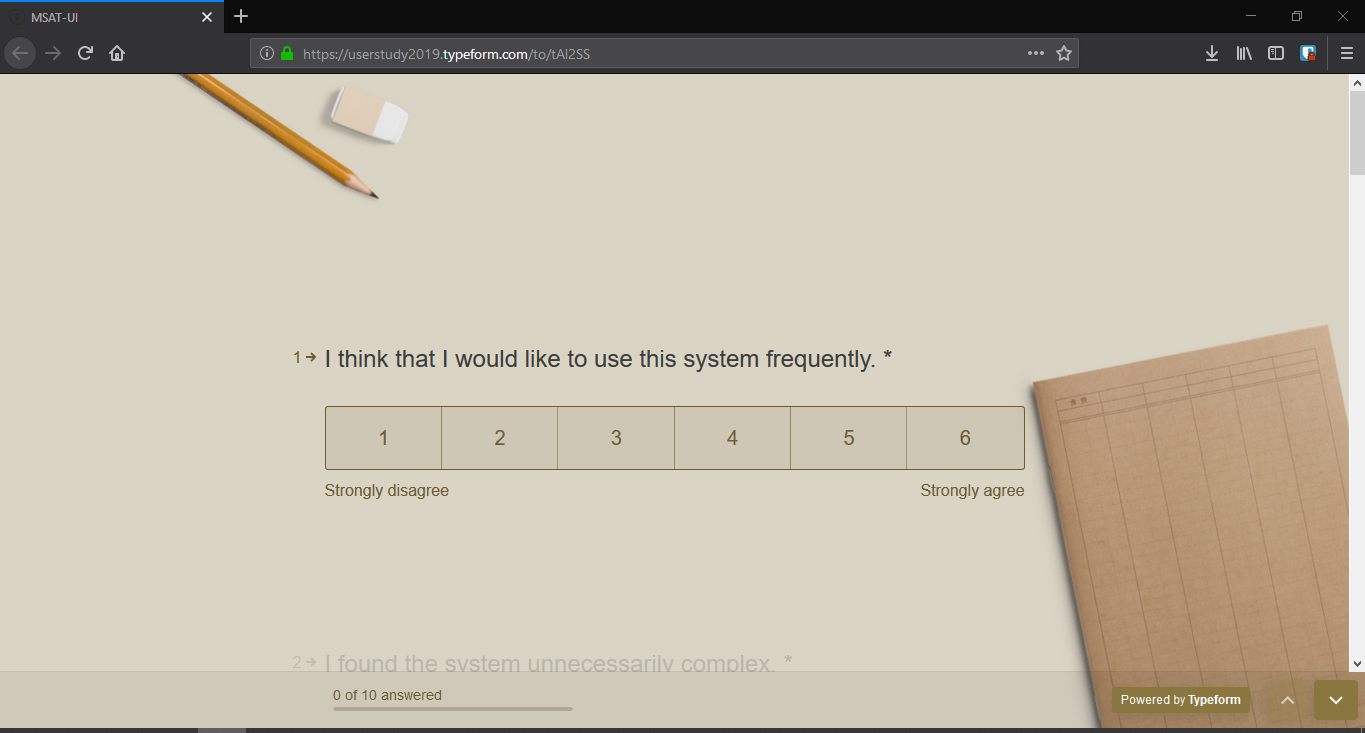 MSAT-UI
https://userstudy2019.typeform.com/to/tAl2SS
1 → I think that I would like to use this system frequently. *
1 2 3 4 5 6
Strongly disagree Strongly agree
2 → I found the system unnecessarily complex. *
0 of 10 answered
Powered by Typeform